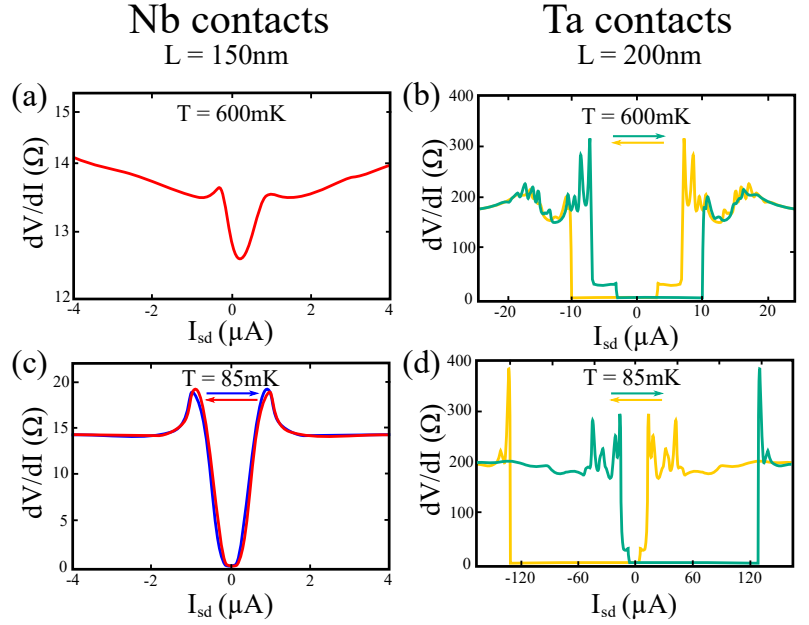 Nb contacts
L = 150nm
Ta contacts
L = 200nm
(a)
T = 600mK
15
14
13
12
-4
-2
0
2
4
dV/dI (Ω)
I_sd (μA)
(b)
T = 600mK
400
300
200
100
0
-20
-10
0
10
20
dV/dI (Ω)
I_sd (μA)
(c)
T = 85mK
20
15
10
5
0
-4
-2
0
2
4
dV/dI (Ω)
I_sd (μA)
(d)
T = 85mK
400
300
200
100
0
-120
-60
0
60
120
dV/dI (Ω)
I_sd (μA)